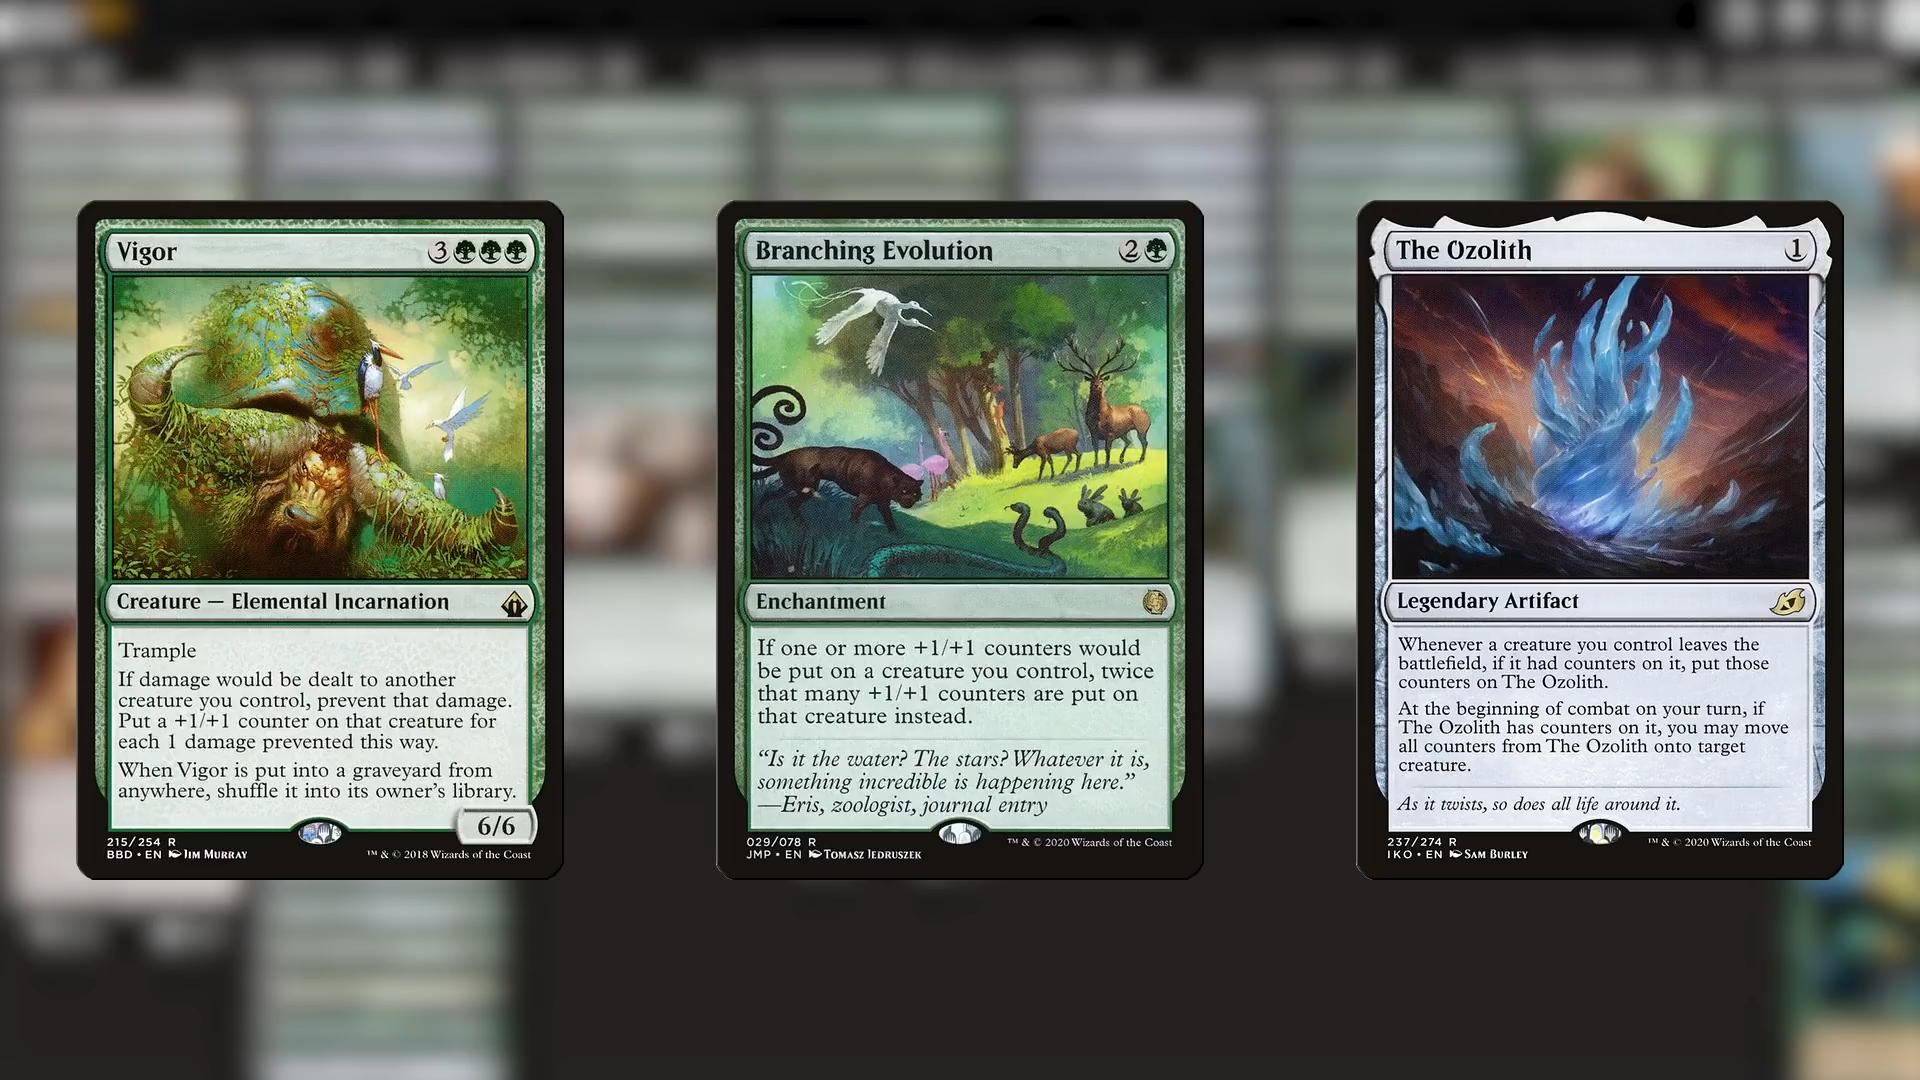 Vigor 3
Creature — Elemental Incarnation
Trample
If damage would be dealt to another
creature you control, prevent that damage.
Put a +1/+1 counter on that creature for
each 1 damage prevented this way.
When Vigor is put into a graveyard from
anywhere, shuffle it into its owner's library.
6/6
215/254 R
BBD • EN Jim Murray
™ & © 2018 Wizards of the Coast
Branching Evolution 2
Enchantment
If one or more +1/+1 counters would
be put on a creature you control, twice
that many +1/+1 counters are put on
that creature instead.
"Is it the water? The stars? Whatever it is,
something incredible is happening here."
—Eris, zoologist, journal entry
029/078 R
JMP • EN Tomasz Jedruszek
™ & © 2020 Wizards of the Coast
The Ozolith 1
Legendary Artifact
Whenever a creature you control leaves the
battlefield, if it had counters on it, put those
counters on The Ozolith.
At the beginning of combat on your turn, if
The Ozolith has counters on it, you may move
all counters from The Ozolith onto target
creature.
As it twists, so does all life around it.
237/274 R
IKO • EN Sam Burley
™ & © 2020 Wizards of the Coast